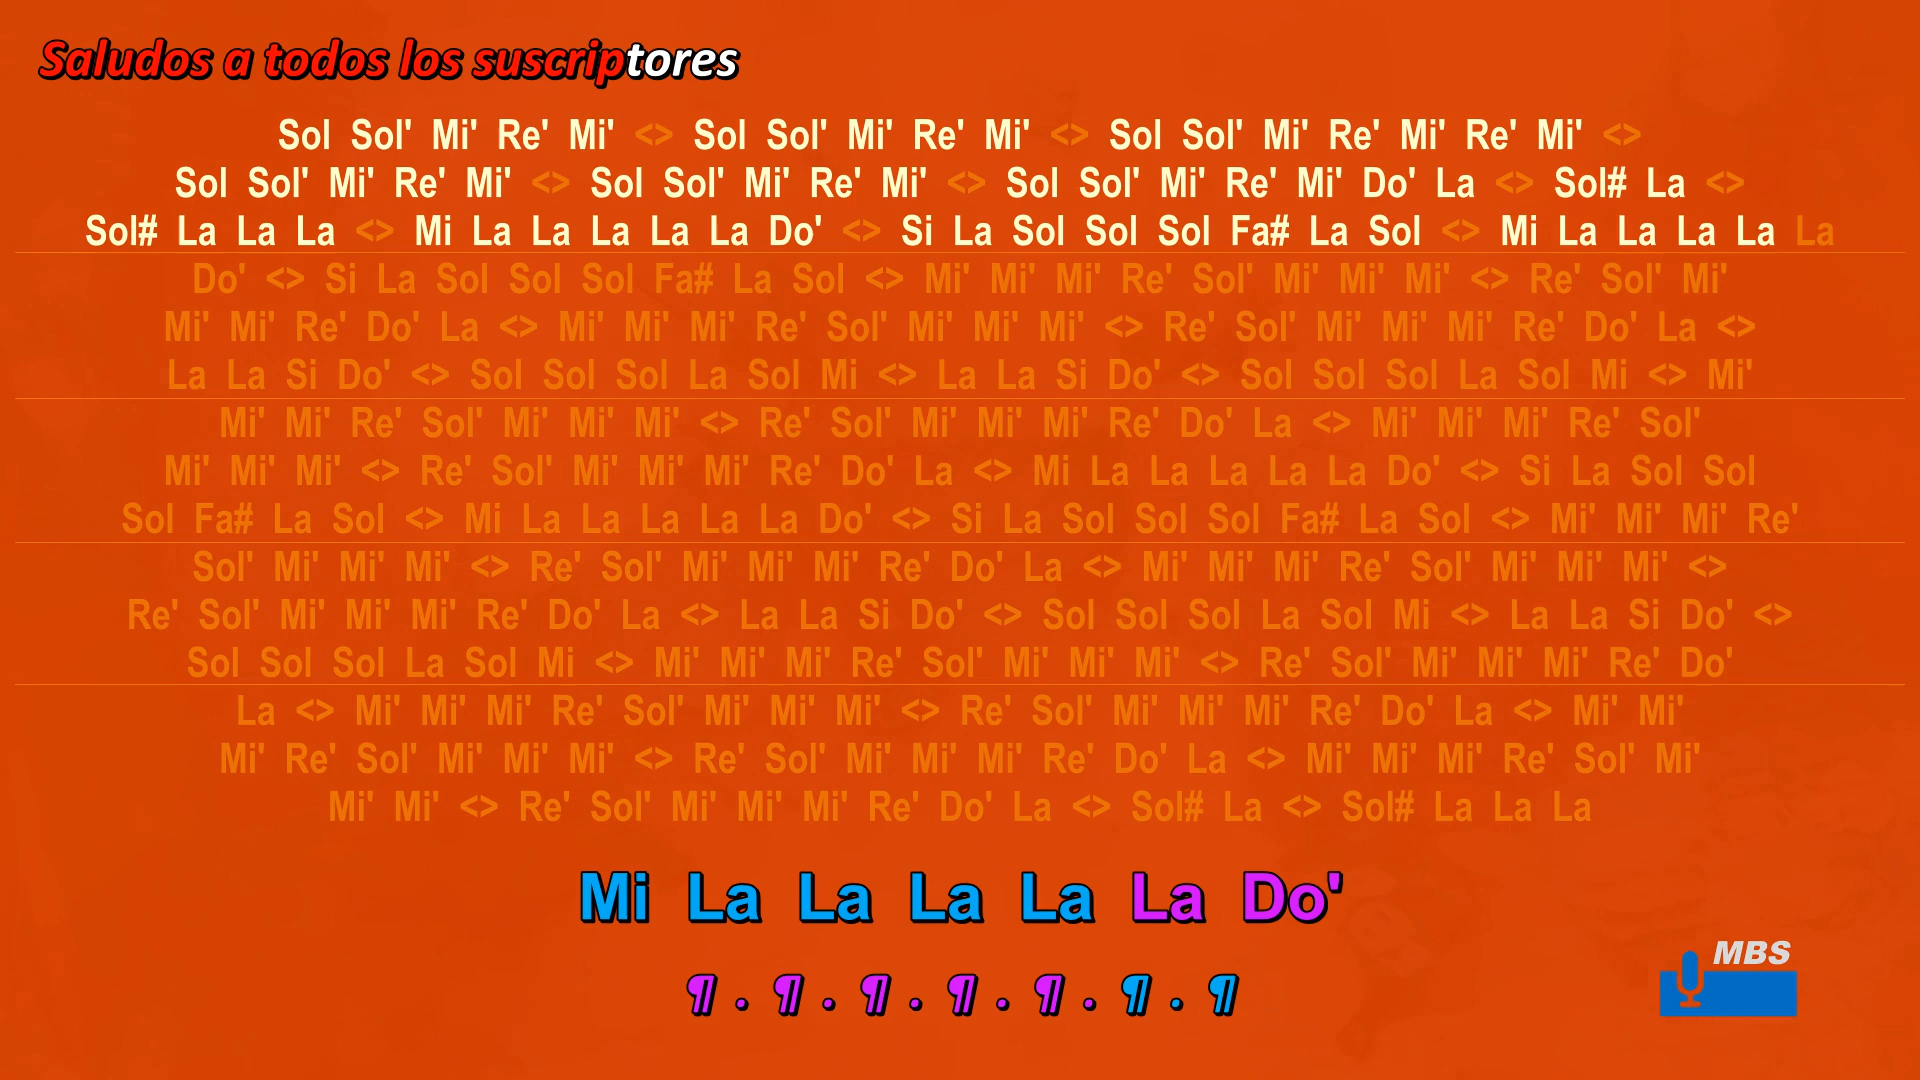 Saludos a todos los suscriptores
Sol Sol' Mi' Re' Mi' <> Sol Sol' Mi' Re' Mi' <> Sol Sol' Mi' Re' Mi' Re' Mi' <>
Sol Sol' Mi' Re' Mi' <> Sol Sol' Mi' Re' Mi' <> Sol Sol' Mi' Re' Mi' Do' La <> Sol# La <>
Sol# La La La <> Mi La La La La La Do' <> Si La Sol Sol Sol Fa# La Sol <> Mi La La La La La
Do' <> Si La Sol Sol Sol Fa# La Sol <> Mi' Mi' Mi' Re' Sol' Mi' Mi' Mi' <> Re' Sol' Mi'
Mi' Mi' Re' Do' La <> Mi' Mi' Mi' Re' Sol' Mi' Mi' Mi' <> Re' Sol' Mi' Mi' Mi' Re' Do' La <>
La La Si Do' <> Sol Sol Sol La Sol Mi <> La La Si Do' <> Sol Sol Sol La Sol Mi <> Mi'
Mi' Mi' Re' Sol' Mi' Mi' Mi' <> Re' Sol' Mi' Mi' Mi' Re' Do' La <> Mi' Mi' Mi' Re' Sol'
Mi' Mi' Mi' <> Re' Sol' Mi' Mi' Mi' Re' Do' La <> Mi La La La La La Do' <> Si La Sol Sol
Sol Fa# La Sol <> Mi La La La La La Do' <> Si La Sol Sol Sol Fa# La Sol <> Mi' Mi' Mi' Re'
Sol' Mi' Mi' Mi' <> Re' Sol' Mi' Mi' Mi' Re' Do' La <> Mi' Mi' Mi' Re' Sol' Mi' Mi' Mi' <>
Re' Sol' Mi' Mi' Mi' Re' Do' La <> La La Si Do' <> Sol Sol Sol La Sol Mi <> La La Si Do' <>
Sol Sol Sol La Sol Mi <> Mi' Mi' Mi' Re' Sol' Mi' Mi' Mi' <> Re' Sol' Mi' Mi' Mi' Re' Do'
La <> Mi' Mi' Mi' Re' Sol' Mi' Mi' Mi' <> Re' Sol' Mi' Mi' Mi' Re' Do' La <> Mi' Mi'
Mi' Re' Sol' Mi' Mi' Mi' <> Re' Sol' Mi' Mi' Mi' Re' Do' La <> Mi' Mi' Mi' Re' Sol' Mi'
Mi' Mi' <> Re' Sol' Mi' Mi' Mi' Re' Do' La <> Sol# La <> Sol# La La La
Mi La La La La La Do'
¶ . ¶ . ¶ . ¶ . ¶ . ¶ . ¶
MBS